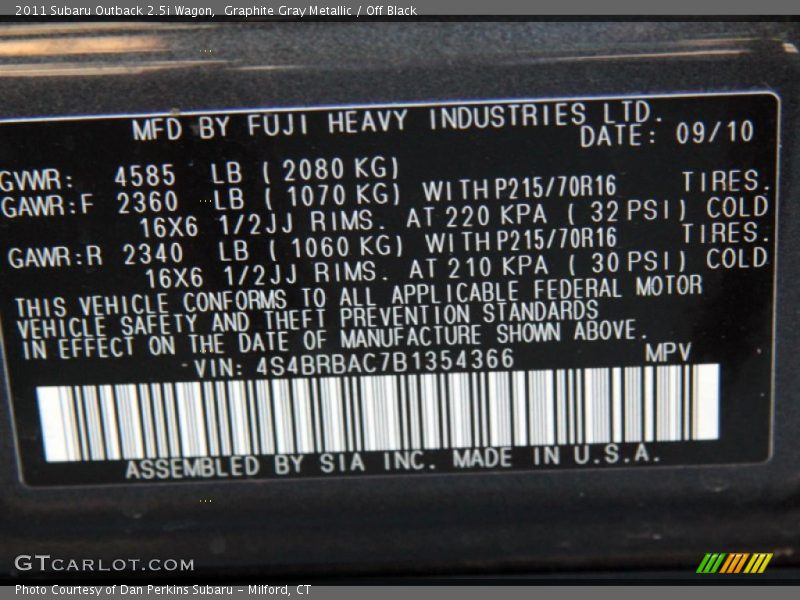 2011 Subaru Outback 2.5i Wagon, Graphite Gray Metallic / Off Black
MFD BY FUJI HEAVY INDUSTRIES LTD.
DATE: 09/10
GVWR: 4585 LB ( 2080 KG)
GAWR:F 2360 LB ( 1070 KG) WITH P215/70R16 TIRES.
16X6 1/2JJ RIMS. AT 220 KPA ( 32 PSI) COLD
GAWR:R 2340 LB ( 1060 KG) WITH P215/70R16 TIRES.
16X6 1/2JJ RIMS. AT 210 KPA ( 30 PSI) COLD
THIS VEHICLE CONFORMS TO ALL APPLICABLE FEDERAL MOTOR
VEHICLE SAFETY AND THEFT PREVENTION STANDARDS
IN EFFECT ON THE DATE OF MANUFACTURE SHOWN ABOVE.
VIN: 4S4BRBAC7B1354366 MPV
ASSEMBLED BY SIA INC. MADE IN U.S.A.
GTCARLOT.COM
Photo Courtesy of Dan Perkins Subaru - Milford, CT